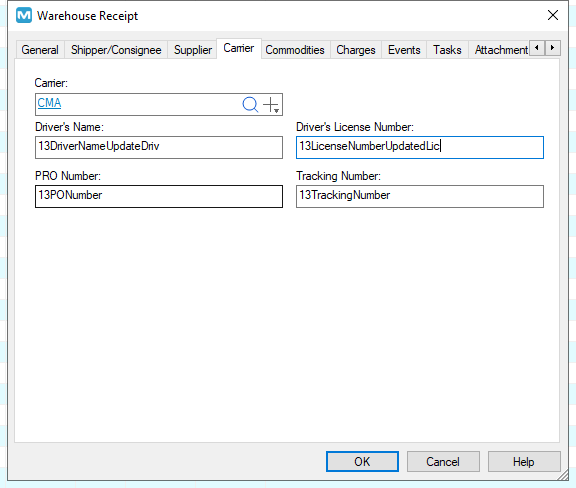 Warehouse Receipt
General Shipper/Consignee Supplier Carrier Commodities Charges Events Tasks Attachment
Carrier:
CMA
Driver's Name: Driver's License Number:
13DriverNameUpdateDriv 13LicenseNumberUpdatedLic
PRO Number: Tracking Number:
13PONumber 13TrackingNumber
OK Cancel Help